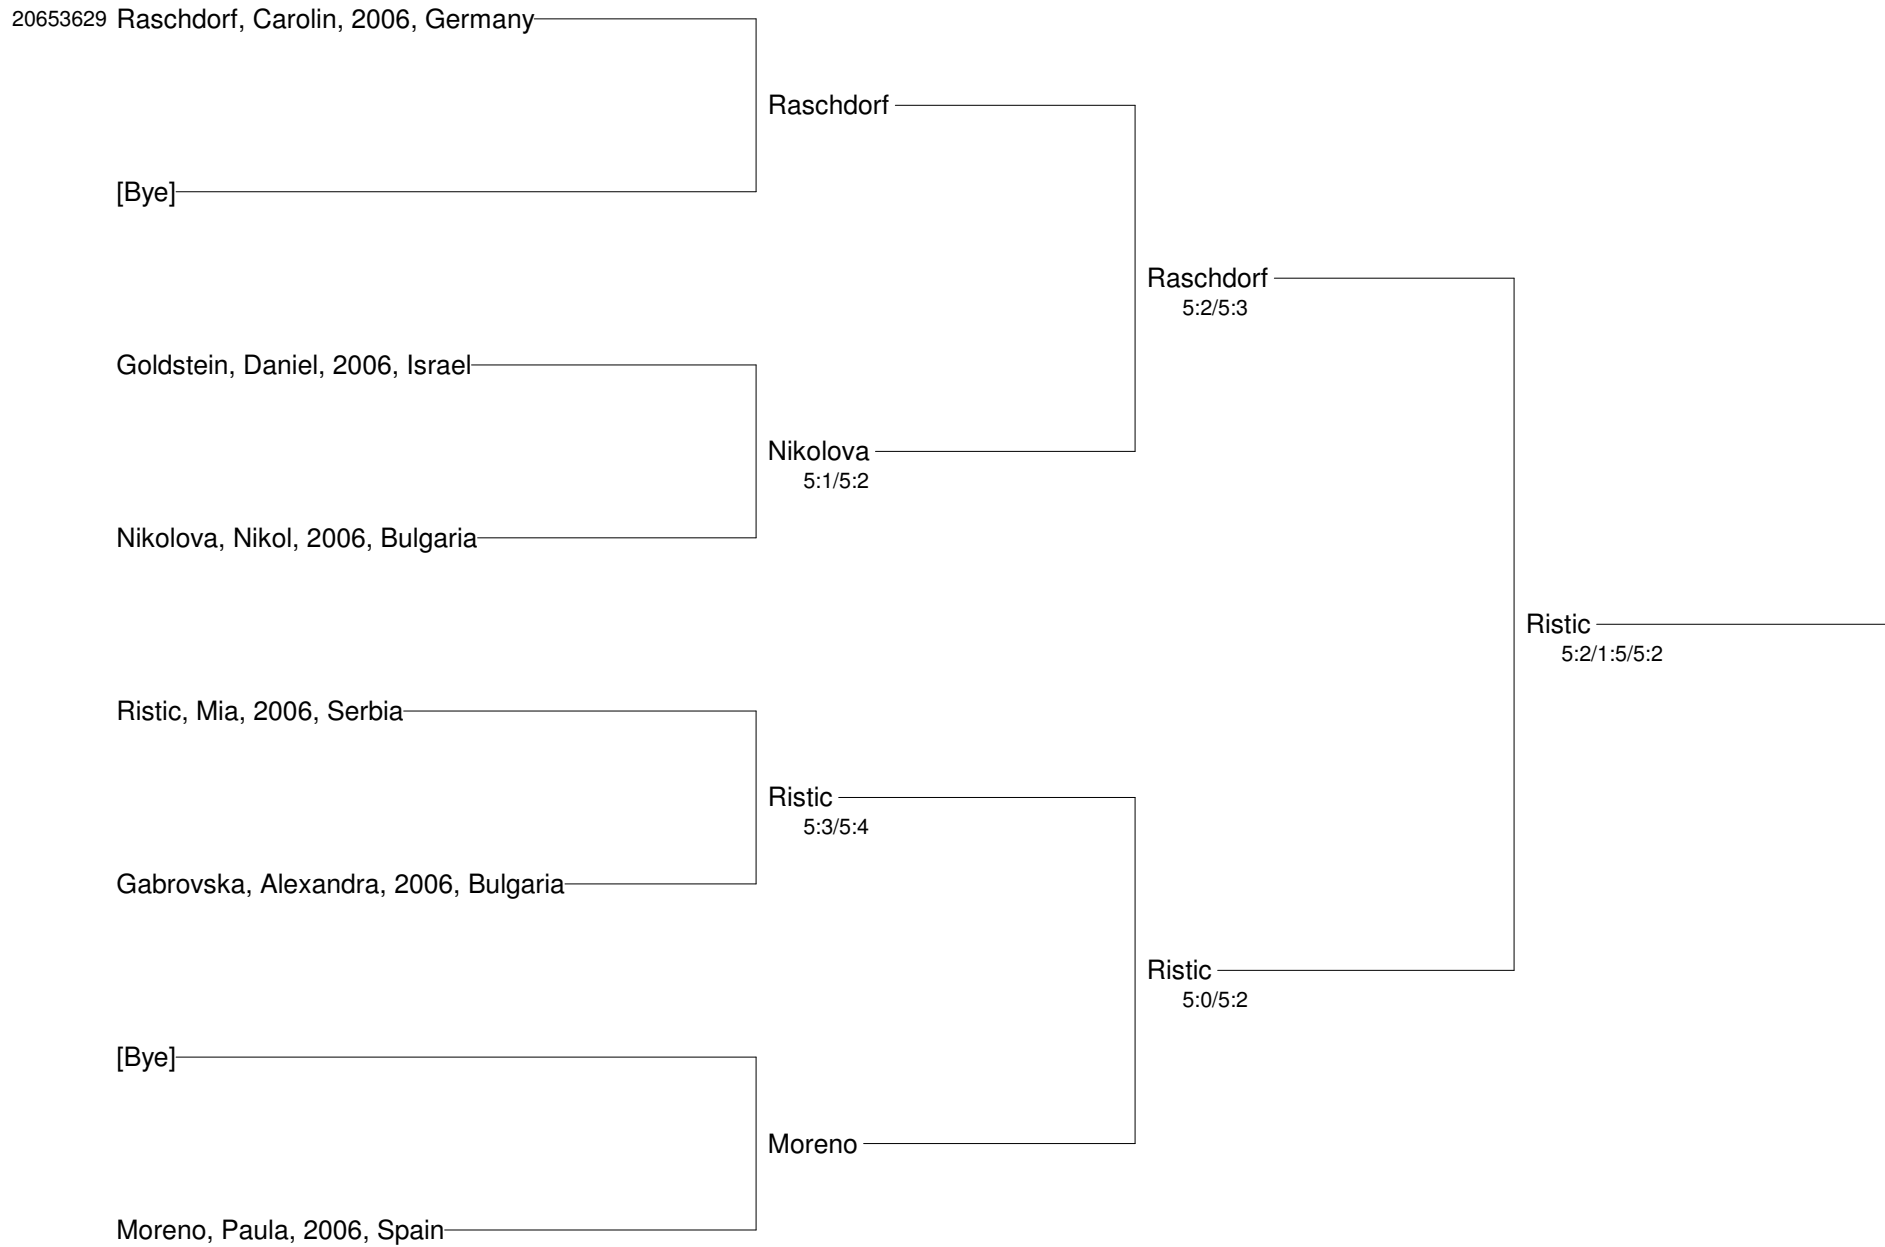 20653629 Raschdorf, Carolin, 2006, Germany
Raschdorf
[Bye]
Raschdorf
5:2/5:3
Goldstein, Daniel, 2006, Israel
Nikolova
5:1/5:2
Nikolova, Nikol, 2006, Bulgaria
Ristic
5:2/1:5/5:2
Ristic, Mia, 2006, Serbia
Ristic
5:3/5:4
Gabrovska, Alexandra, 2006, Bulgaria
Ristic
5:0/5:2
[Bye]
Moreno
Moreno, Paula, 2006, Spain